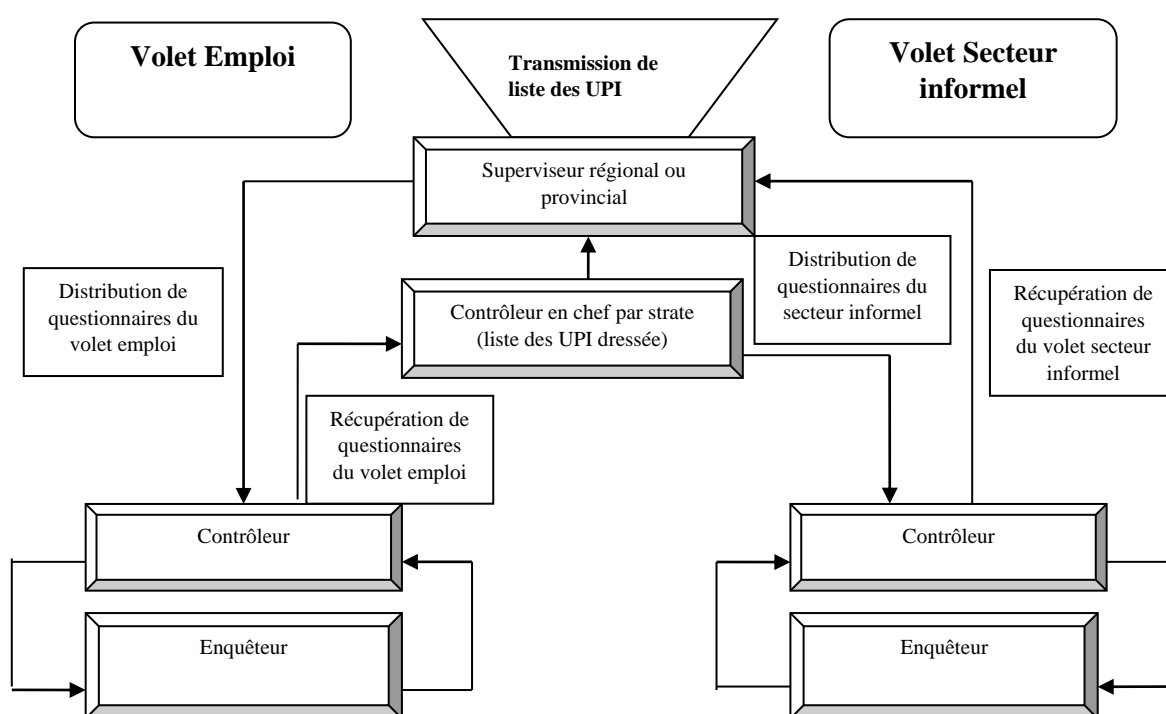 Volet Emploi
Transmission de
liste des UPI
Volet Secteur
informel
Superviseur régional ou
provincial
Distribution de
questionnaires du
volet emploi
Contrôleur en chef par strate
(liste des UPI dressée)
Distribution de
questionnaires du
secteur informel
Récupération de
questionnaires
du volet secteur
informel
Récupération de
questionnaires
du volet emploi
Contrôleur
Contrôleur
Enquêteur
Enquêteur